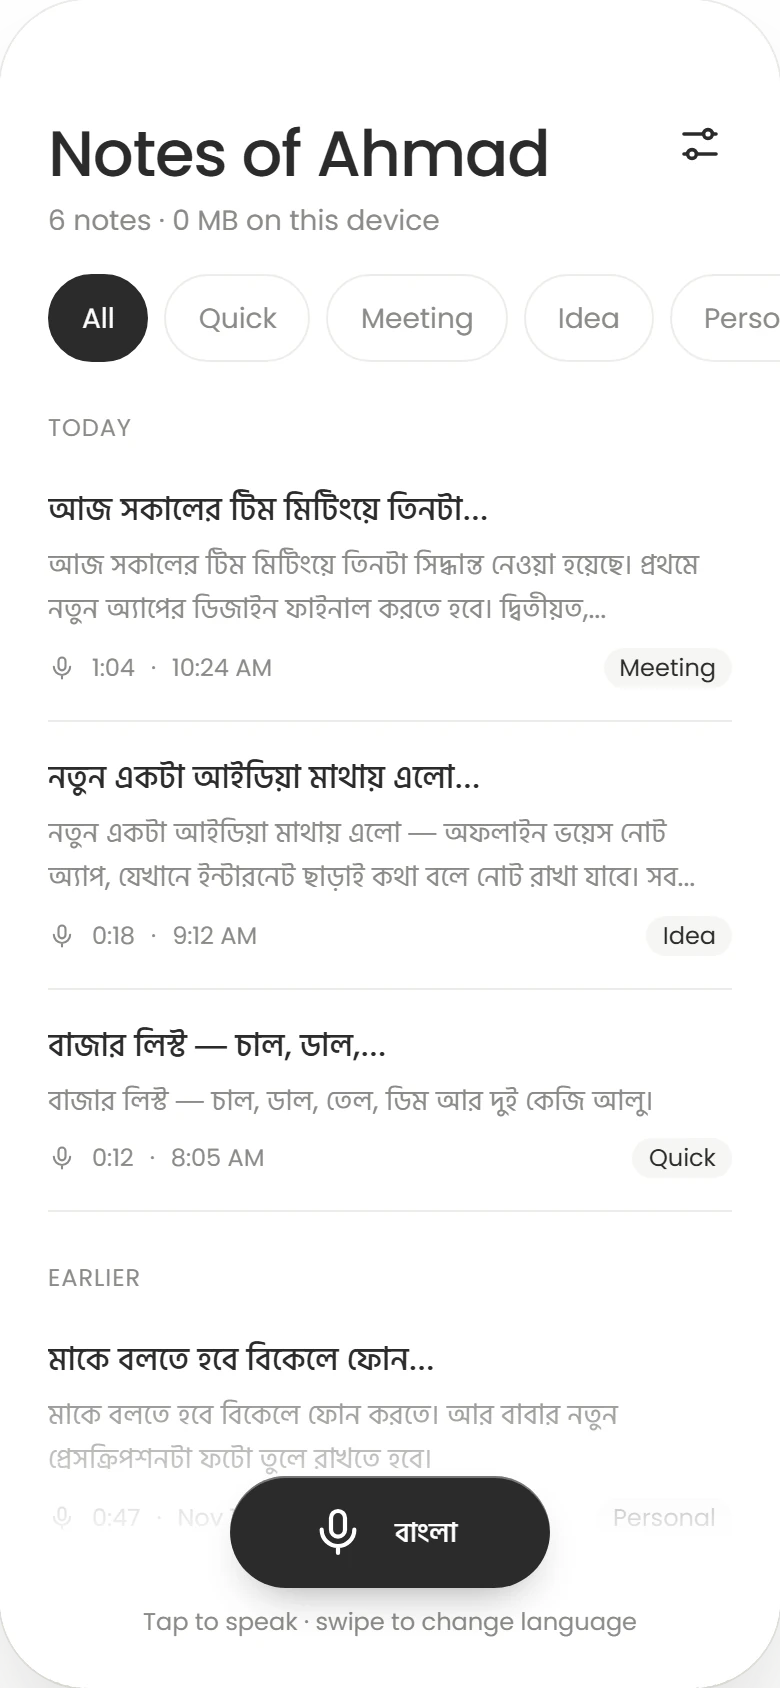 Notes of Ahmad
6 notes · 0 MB on this device
All Quick Meeting Idea Perso
TODAY
আজ সকালের টিম মিটিংয়ে তিনটা...
আজ সকালের টিম মিটিংয়ে তিনটা সিদ্ধান্ত নেওয়া হয়েছে। প্রথমে
নতুন অ্যাপের ডিজাইন ফাইনাল করতে হবে। দ্বিতীয়ত,...
1:04 · 10:24 AM Meeting
নতুন একটা আইডিয়া মাথায় এলো...
নতুন একটা আইডিয়া মাথায় এলো — অফলাইন ভয়েস নোট
অ্যাপ, যেখানে ইন্টারনেট ছাড়াই কথা বলে নোট রাখা যাবে। সব...
0:18 · 9:12 AM Idea
বাজার লিস্ট — চাল, ডাল,...
বাজার লিস্ট — চাল, ডাল, তেল, ডিম আর দুই কেজি আলু।
0:12 · 8:05 AM Quick
EARLIER
মাকে বলতে হবে বিকেলে ফোন...
মাকে বলতে হবে বিকেলে ফোন করতে। আর বাবার নতুন
প্রেসক্রিপশনটা ফটো তুলে রাখতে হবে।
0:47 · Nov Personal
বাংলা
Tap to speak · swipe to change language